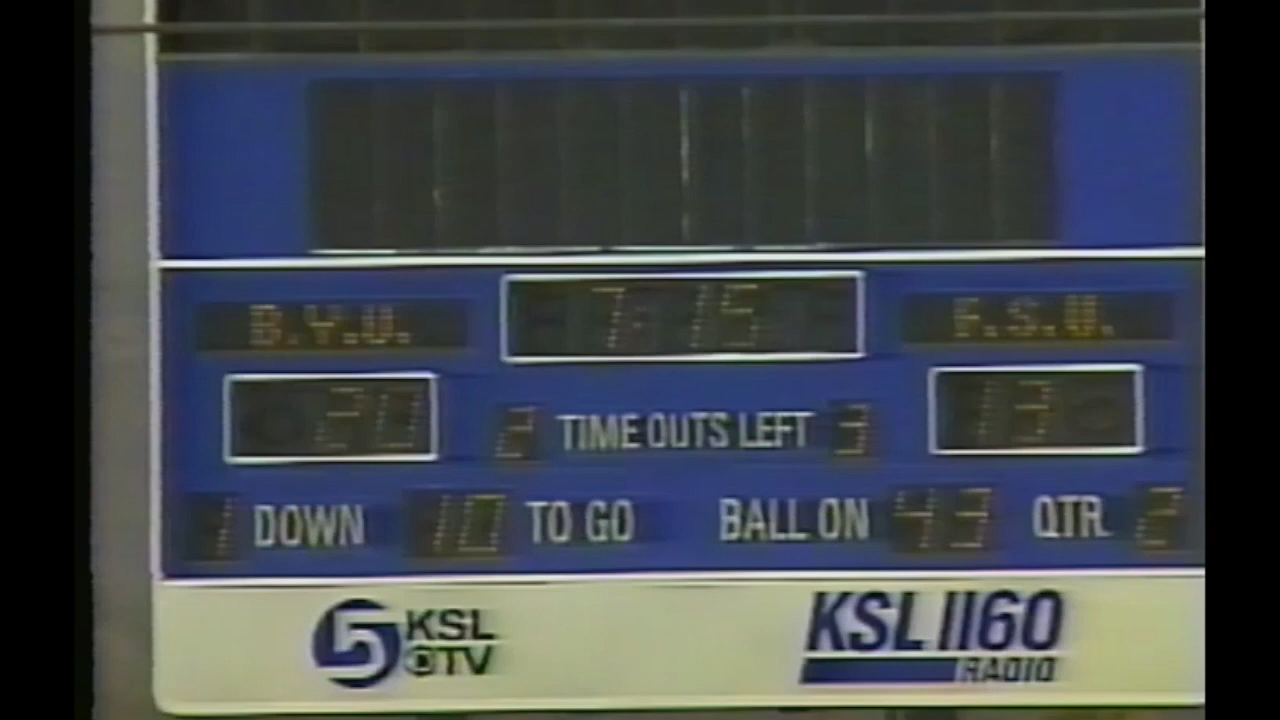 7:15
B.Y.U. F.S.U.
20 2 TIME OUTS LEFT 3 13
1 DOWN 10 TO GO BALL ON 43 QTR. 2
5 KSL TV
KSL 1160
RADIO